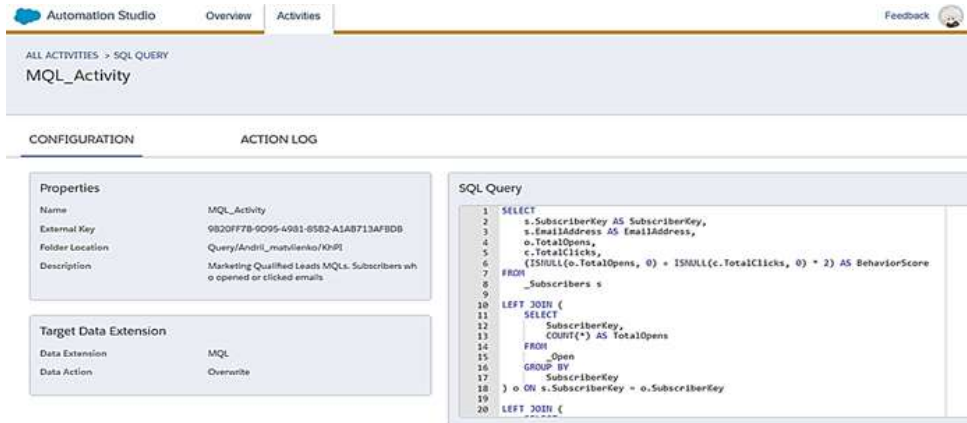 Automation Studio Overview Activities Feedback
ALL ACTIVITIES > SQL QUERY
MQL_Activity
CONFIGURATION ACTION LOG
Properties
Name MQL_Activity
External Key 9B20FF7B-9D95-4981-8582-A1AB713AFBDB
Folder Location Query/Andrii_matviienko/KhPI
Description Marketing Qualified Leads MQLs. Subscribers wh
o opened or clicked emails
Target Data Extension
Data Extension MQL
Data Action Overwrite
SQL Query
1 SELECT
2 s.SubscriberKey AS SubscriberKey,
3 s.EmailAddress AS EmailAddress,
4 o.TotalOpens,
5 c.TotalClicks,
6 (ISNULL(o.TotalOpens, 0) + ISNULL(c.TotalClicks, 0) * 2) AS BehaviorScore
7 FROM
8 _Subscribers s
9
10 LEFT JOIN (
11 SELECT
12 SubscriberKey,
13 COUNT(*) AS TotalOpens
14 FROM
15 _Open
16 GROUP BY
17 SubscriberKey
18 ) o ON s.SubscriberKey = o.SubscriberKey
19
20 LEFT JOIN (